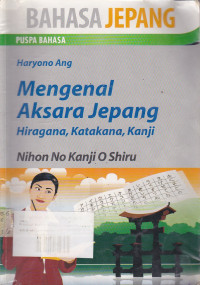 BAHASA JEPANG
PUSPA BAHASA
Haryono Ang
Mengenal
Aksara Jepang
Hiragana, Katakana, Kanji
Nihon No Kanji O Shiru